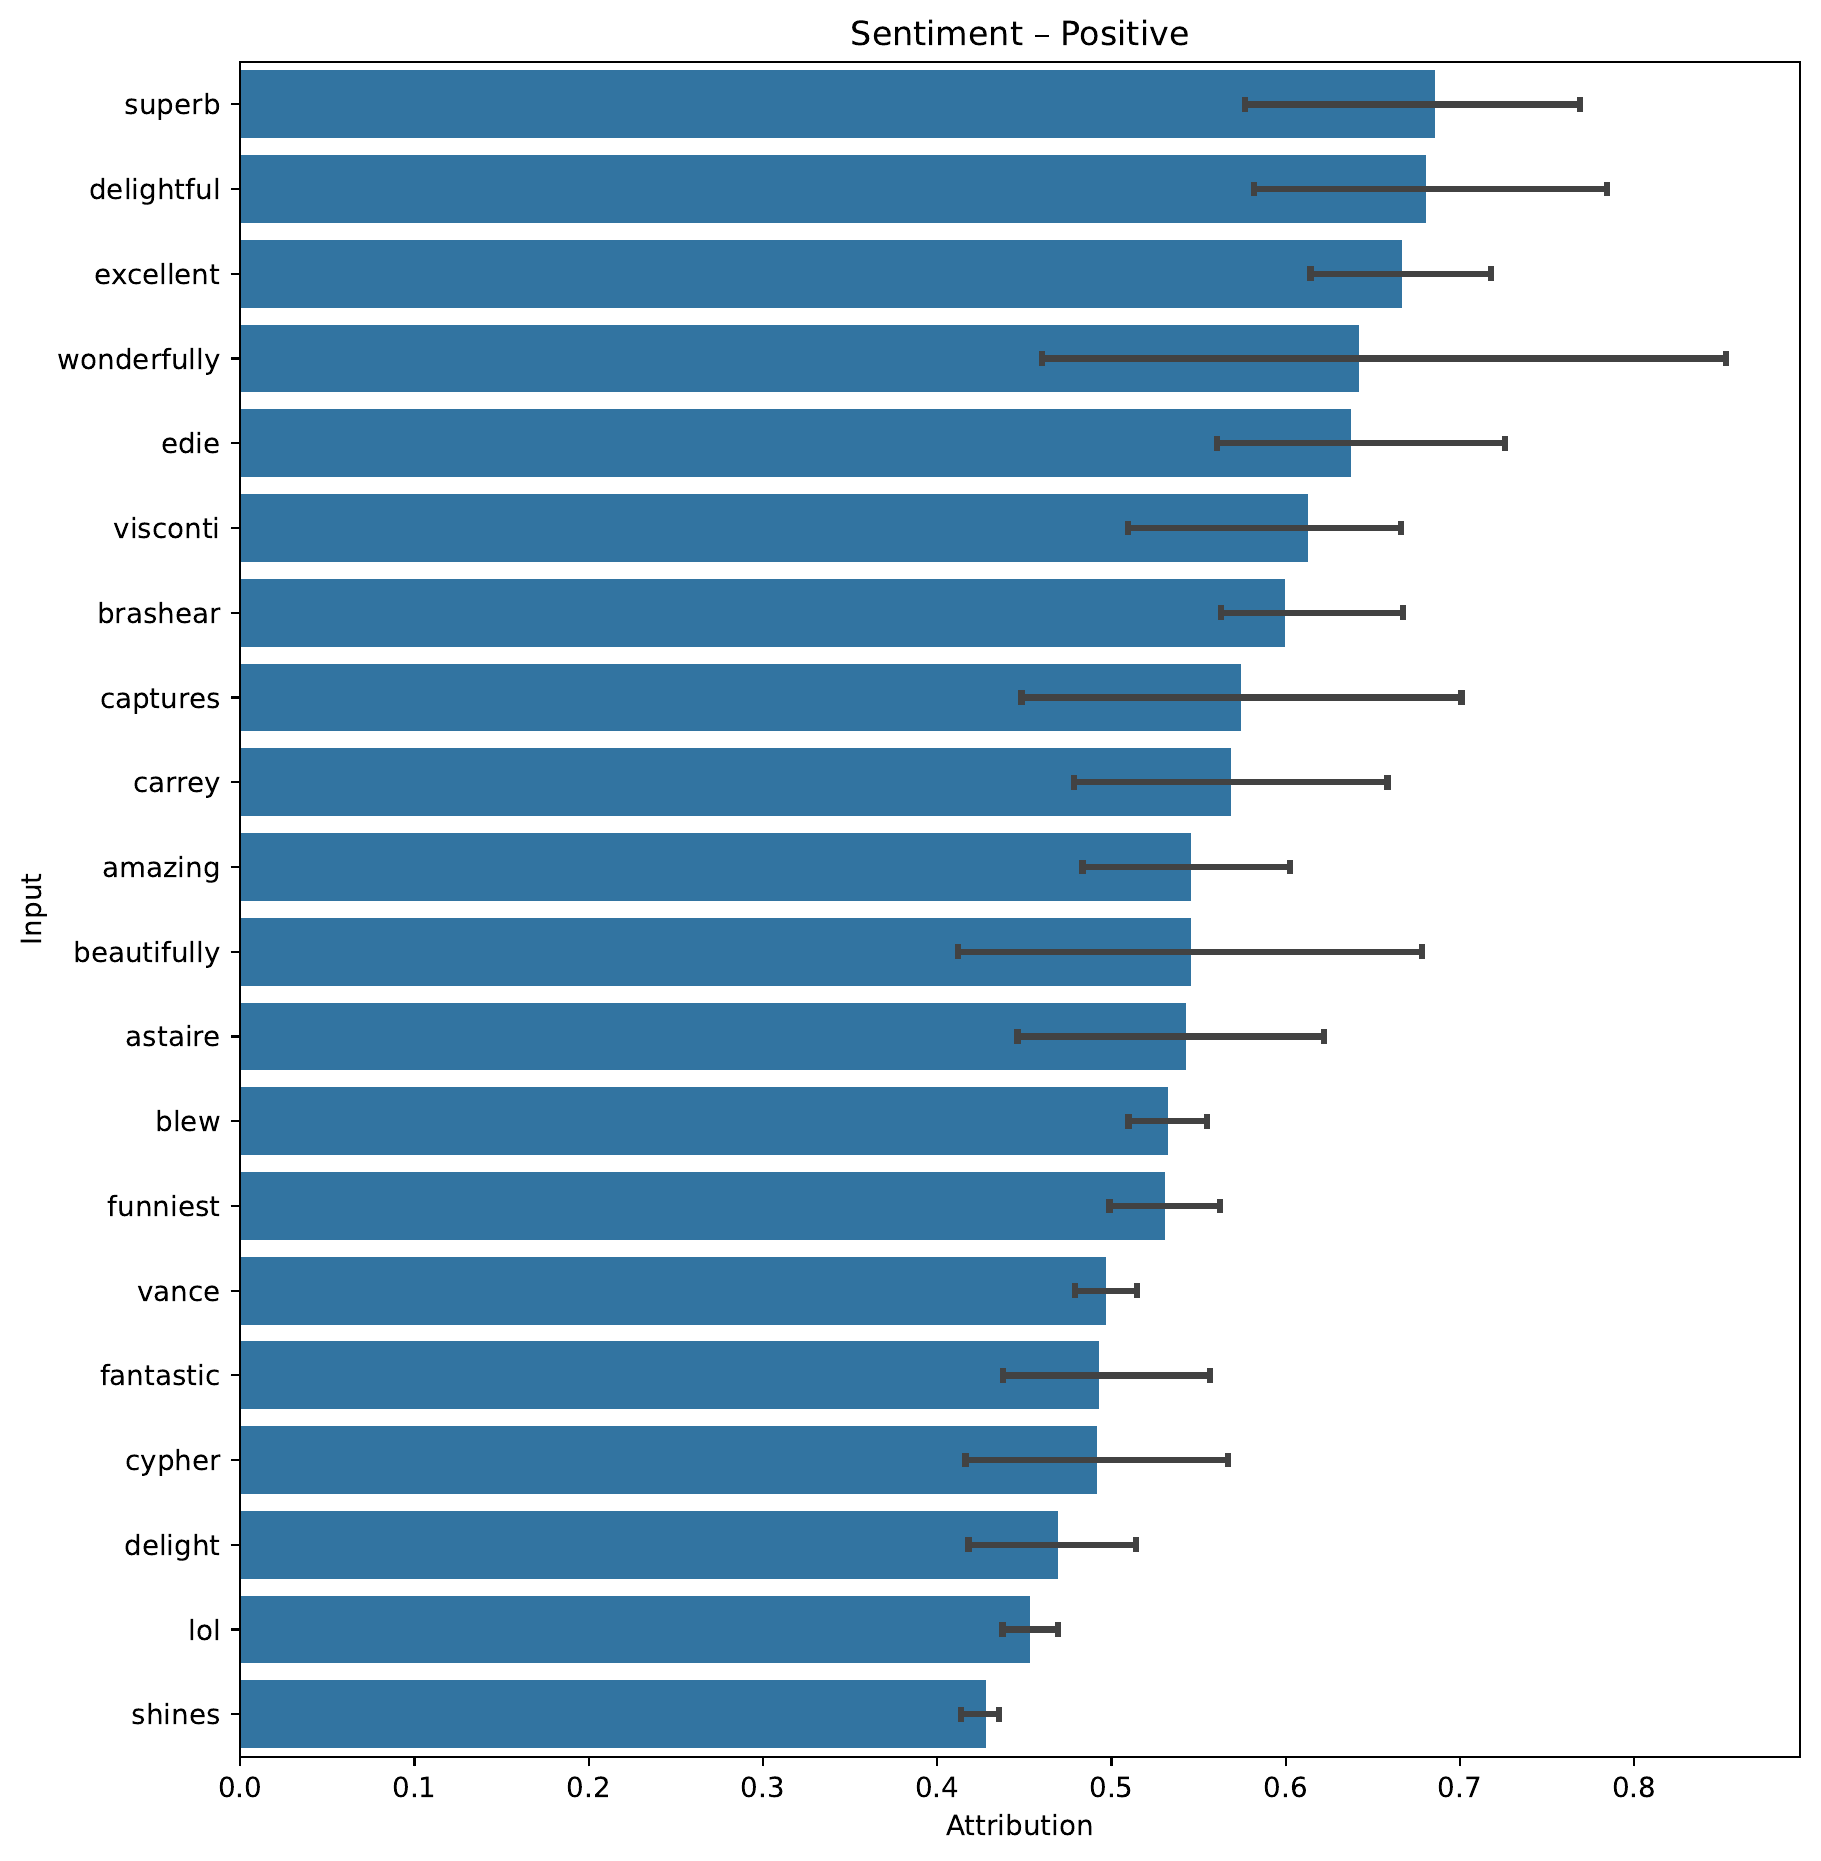 Sentiment – Positive
superb
delightful
excellent
wonderfully
edie
visconti
brashear
captures
carrey
amazing
beautifully
astaire
blew
funniest
vance
fantastic
cypher
delight
lol
shines
Input
0.0 0.1 0.2 0.3 0.4 0.5 0.6 0.7 0.8
Attribution